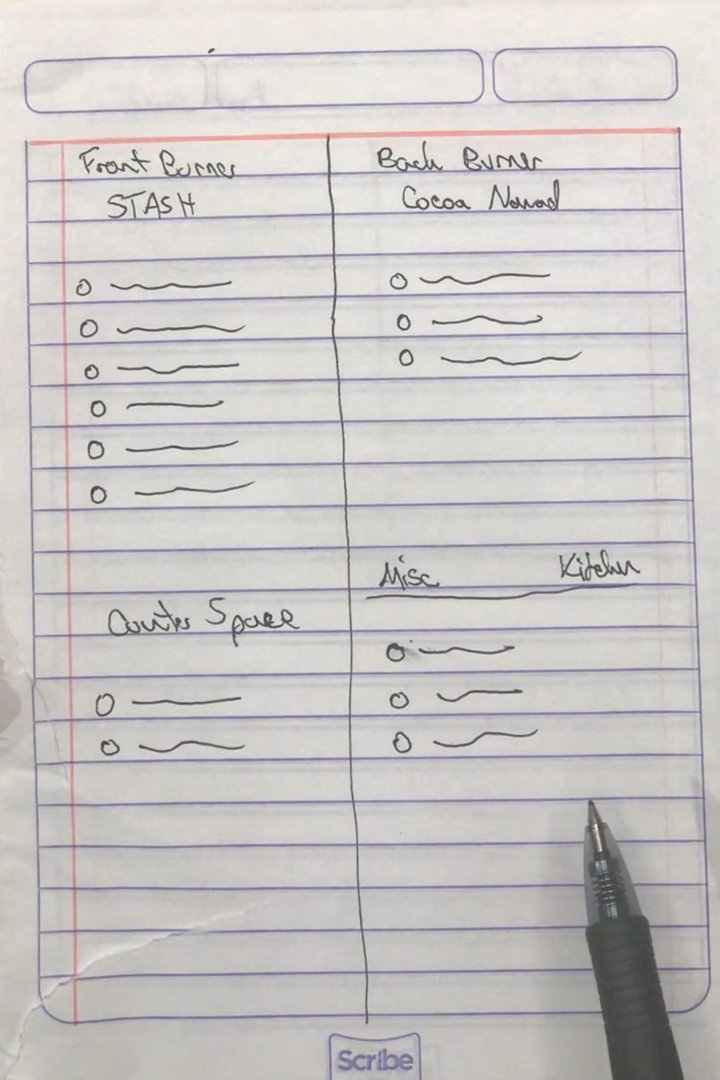 Front Burner
STASH
Back Burner
Cocoa Nomad
Counter Space
Misc Kitchen
Scribe